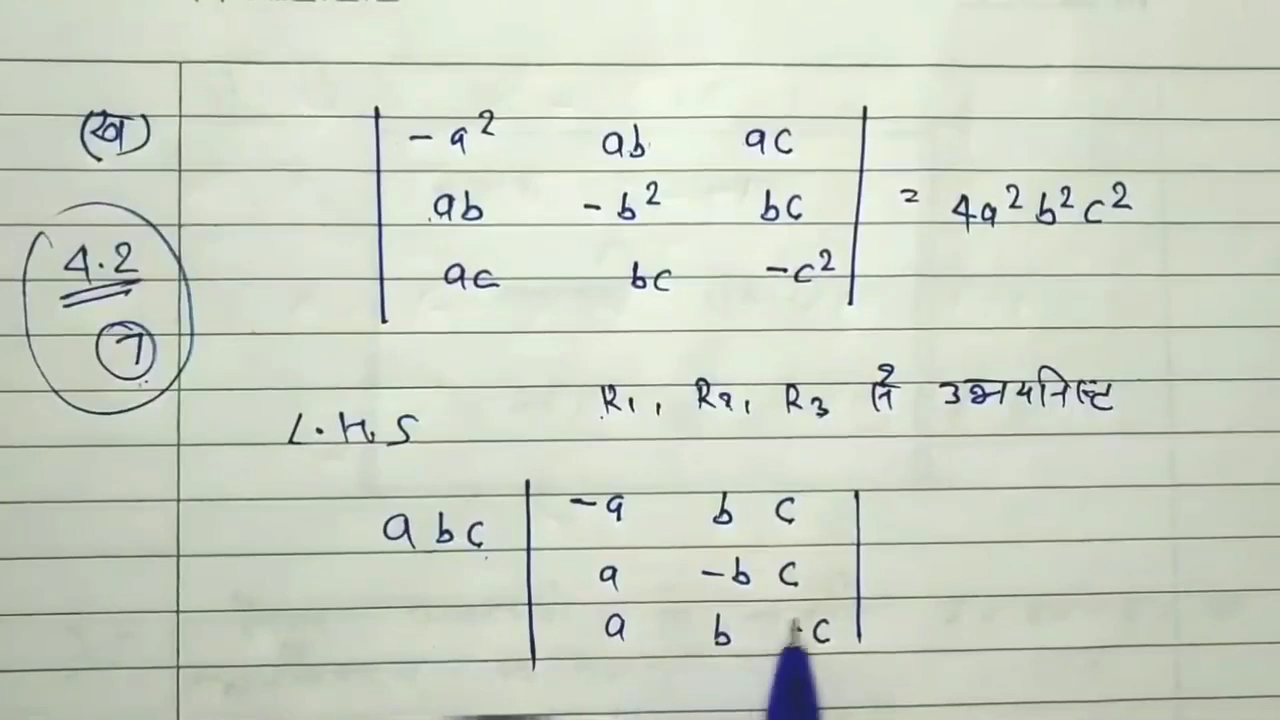 (ख)
-a² ab ac
ab -b² bc = 4a²b²c²
4.2
ac bc -c²
7
R1, R2, R3 से उभयनिष्ट
L.H.S
-a b c
abc
a -b c
a b -c